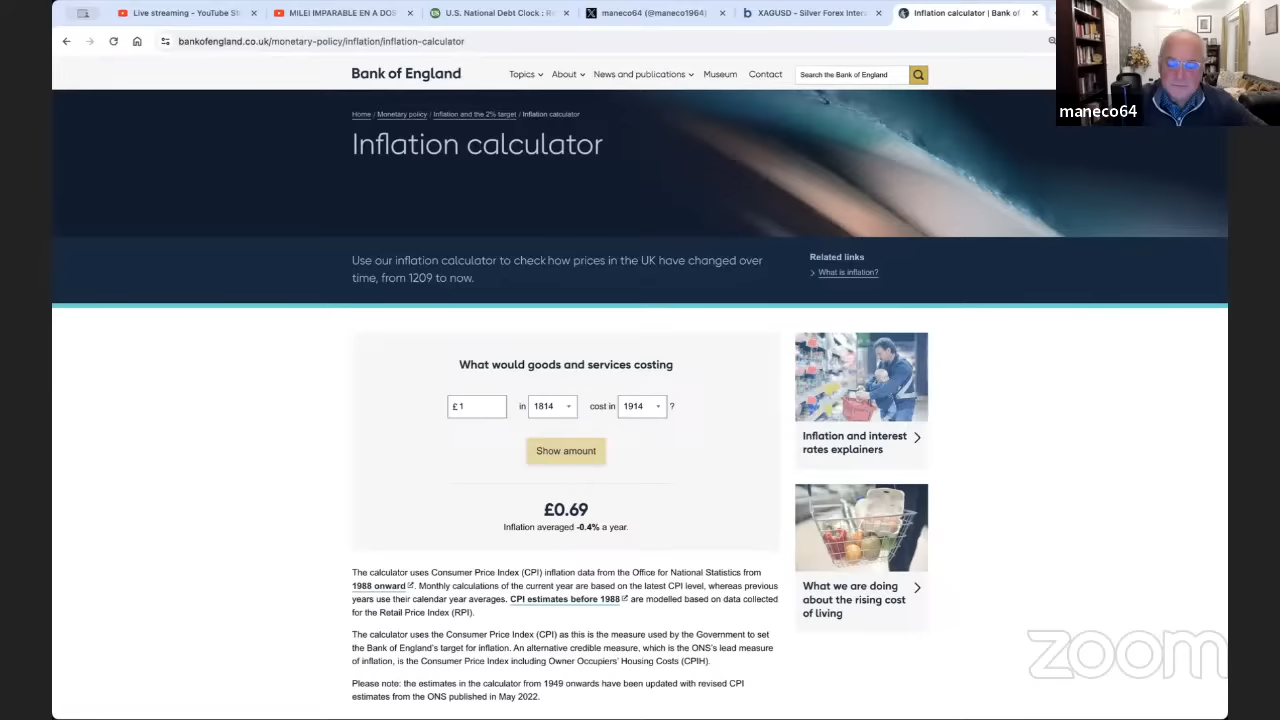 Live streaming - YouTube St
MILEI IMPARABLE EN A DOS
U.S. National Debt Clock : R
maneco64 (@maneco1964)
XAGUSD - Silver Forex Inter
Inflation calculator | Bank of
bankofengland.co.uk/monetary-policy/inflation/inflation-calculator
maneco64
Bank of England
Topics
About
News and publications
Museum
Contact
Search the Bank of England
Home / Monetary policy / Inflation and the 2% target / Inflation calculator
Inflation calculator
Use our inflation calculator to check how prices in the UK have changed over
time, from 1209 to now.
Related links
What is inflation?
What would goods and services costing
£1 in 1814 cost in 1914 ?
Show amount
£0.69
Inflation averaged -0.4% a year.
The calculator uses Consumer Price Index (CPI) inflation data from the Office for National Statistics from
1988 onward. Monthly calculations of the current year are based on the latest CPI level, whereas previous
years use their calendar year averages. CPI estimates before 1988 are modelled based on data collected
for the Retail Price Index (RPI).
The calculator uses the Consumer Price Index (CPI) as this is the measure used by the Government to set
the Bank of England's target for inflation. An alternative credible measure, which is the ONS's lead measure
of inflation, is the Consumer Price Index including Owner Occupiers' Housing Costs (CPIH).
Please note: the estimates in the calculator from 1949 onwards have been updated with revised CPI
estimates from the ONS published in May 2022.
Inflation and interest
rates explainers
What we are doing
about the rising cost
of living
zoom